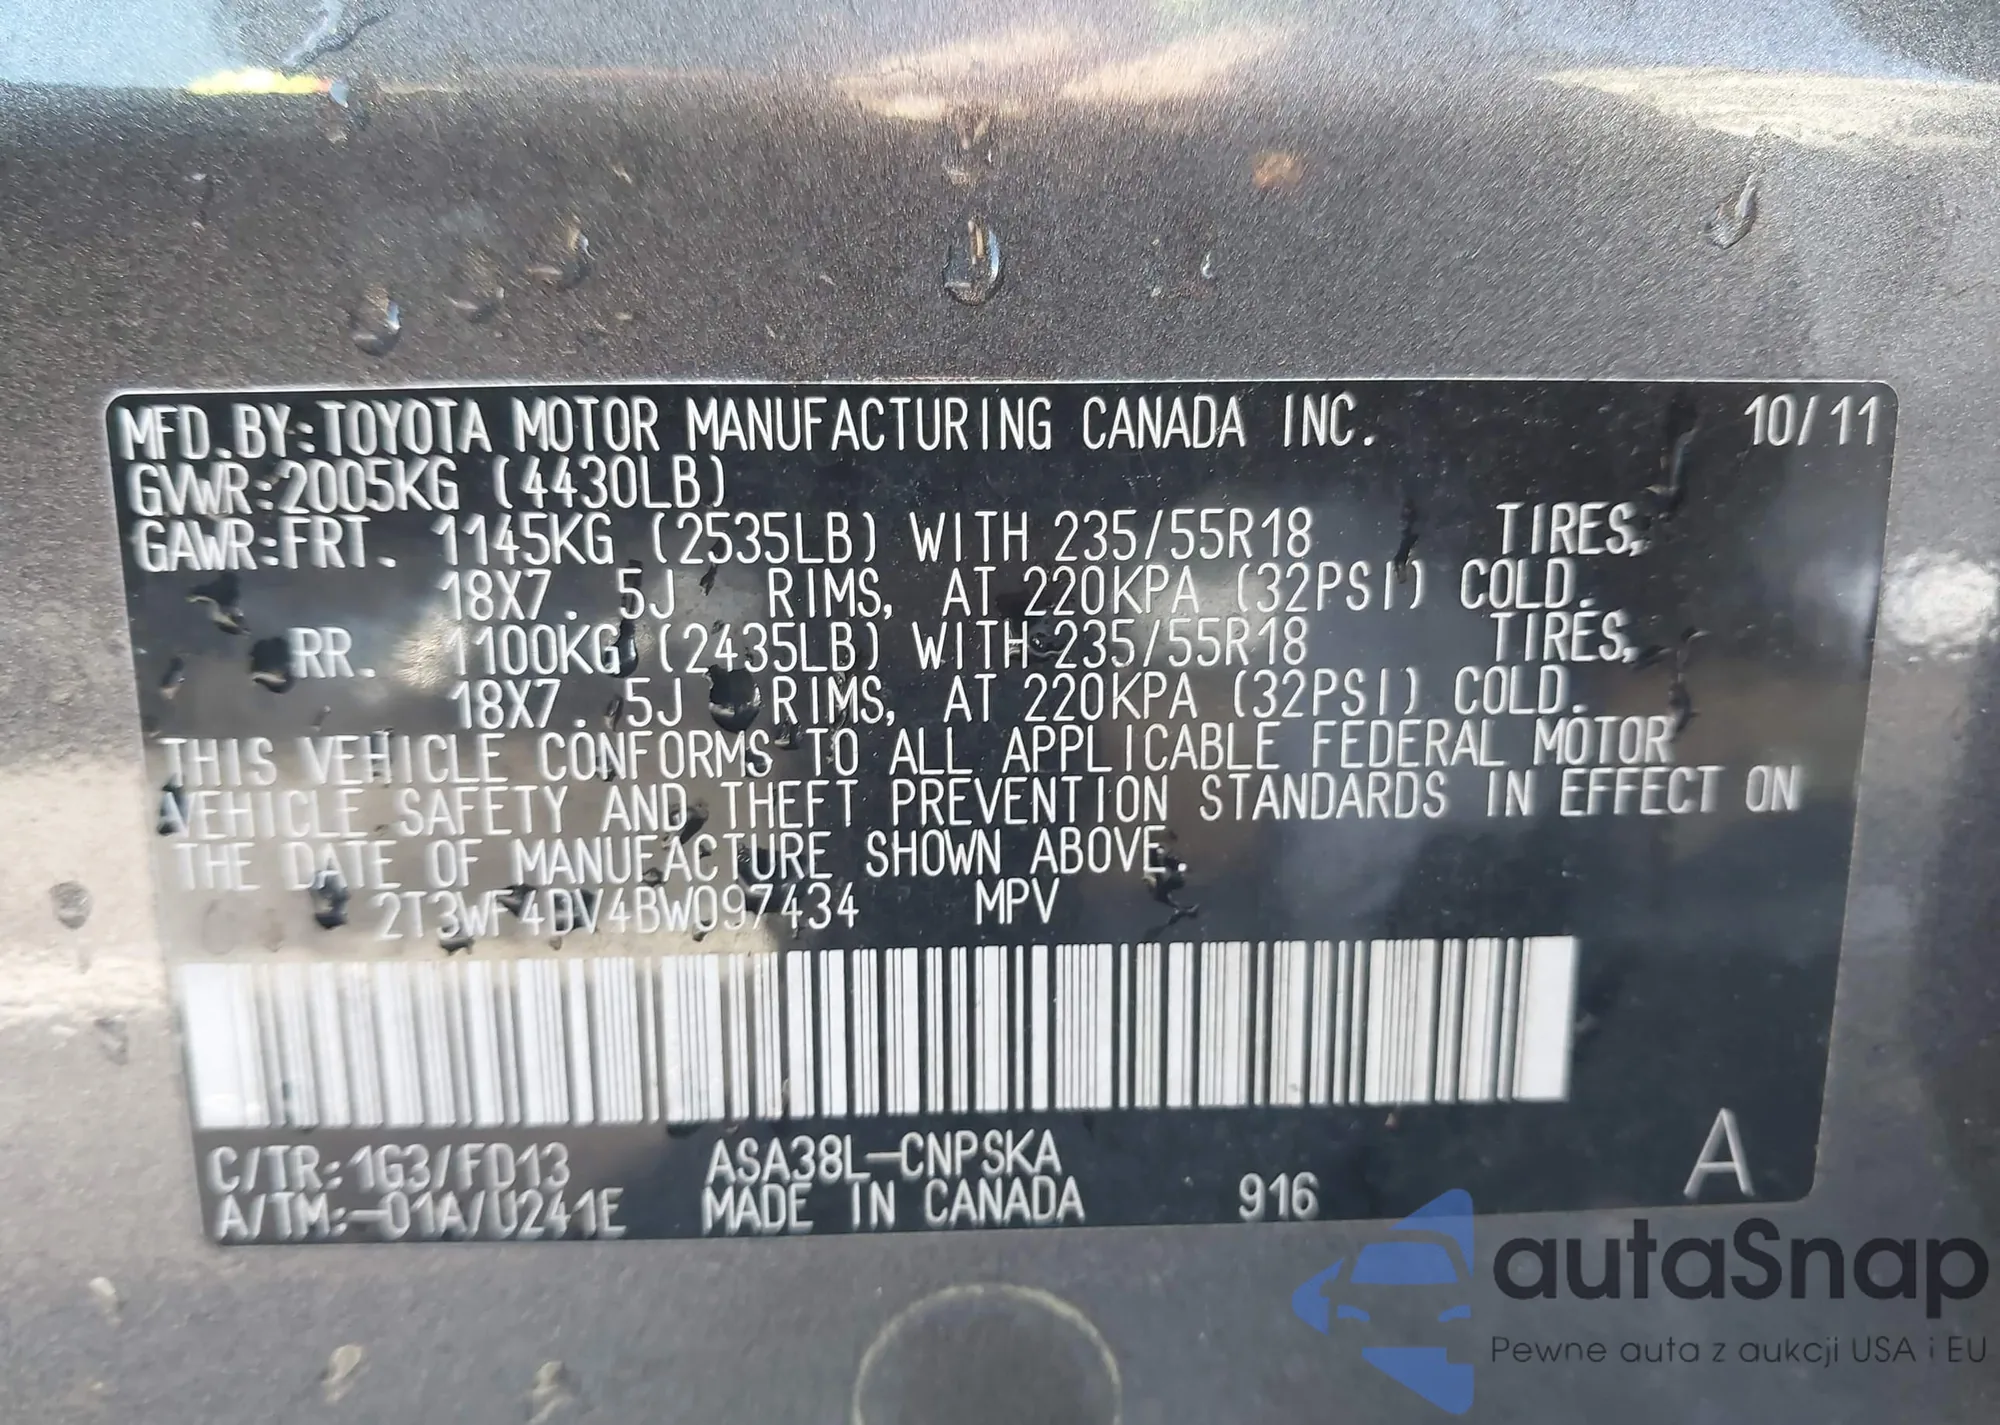 MFD.BY:TOYOTA MOTOR MANUFACTURING CANADA INC. 10/11
GVWR:2005KG (4430LB)
GAWR:FRT. 1145KG (2535LB) WITH 235/55R18 TIRES,
18X7.5J RIMS, AT 220KPA (32PSI) COLD.
RR. 1100KG (2435LB) WITH 235/55R18 TIRES,
18X7.5J RIMS, AT 220KPA (32PSI) COLD.
THIS VEHICLE CONFORMS TO ALL APPLICABLE FEDERAL MOTOR
VEHICLE SAFETY AND THEFT PREVENTION STANDARDS IN EFFECT ON
THE DATE OF MANUFACTURE SHOWN ABOVE.
2T3WF4DV4BW097434 MPV
C/TR:1G3/FD13 ASA38L-CNPSKA
A/TM:-01A/U241E MADE IN CANADA 916 A
autaSnap
Pewne auta z aukcji USA i EU